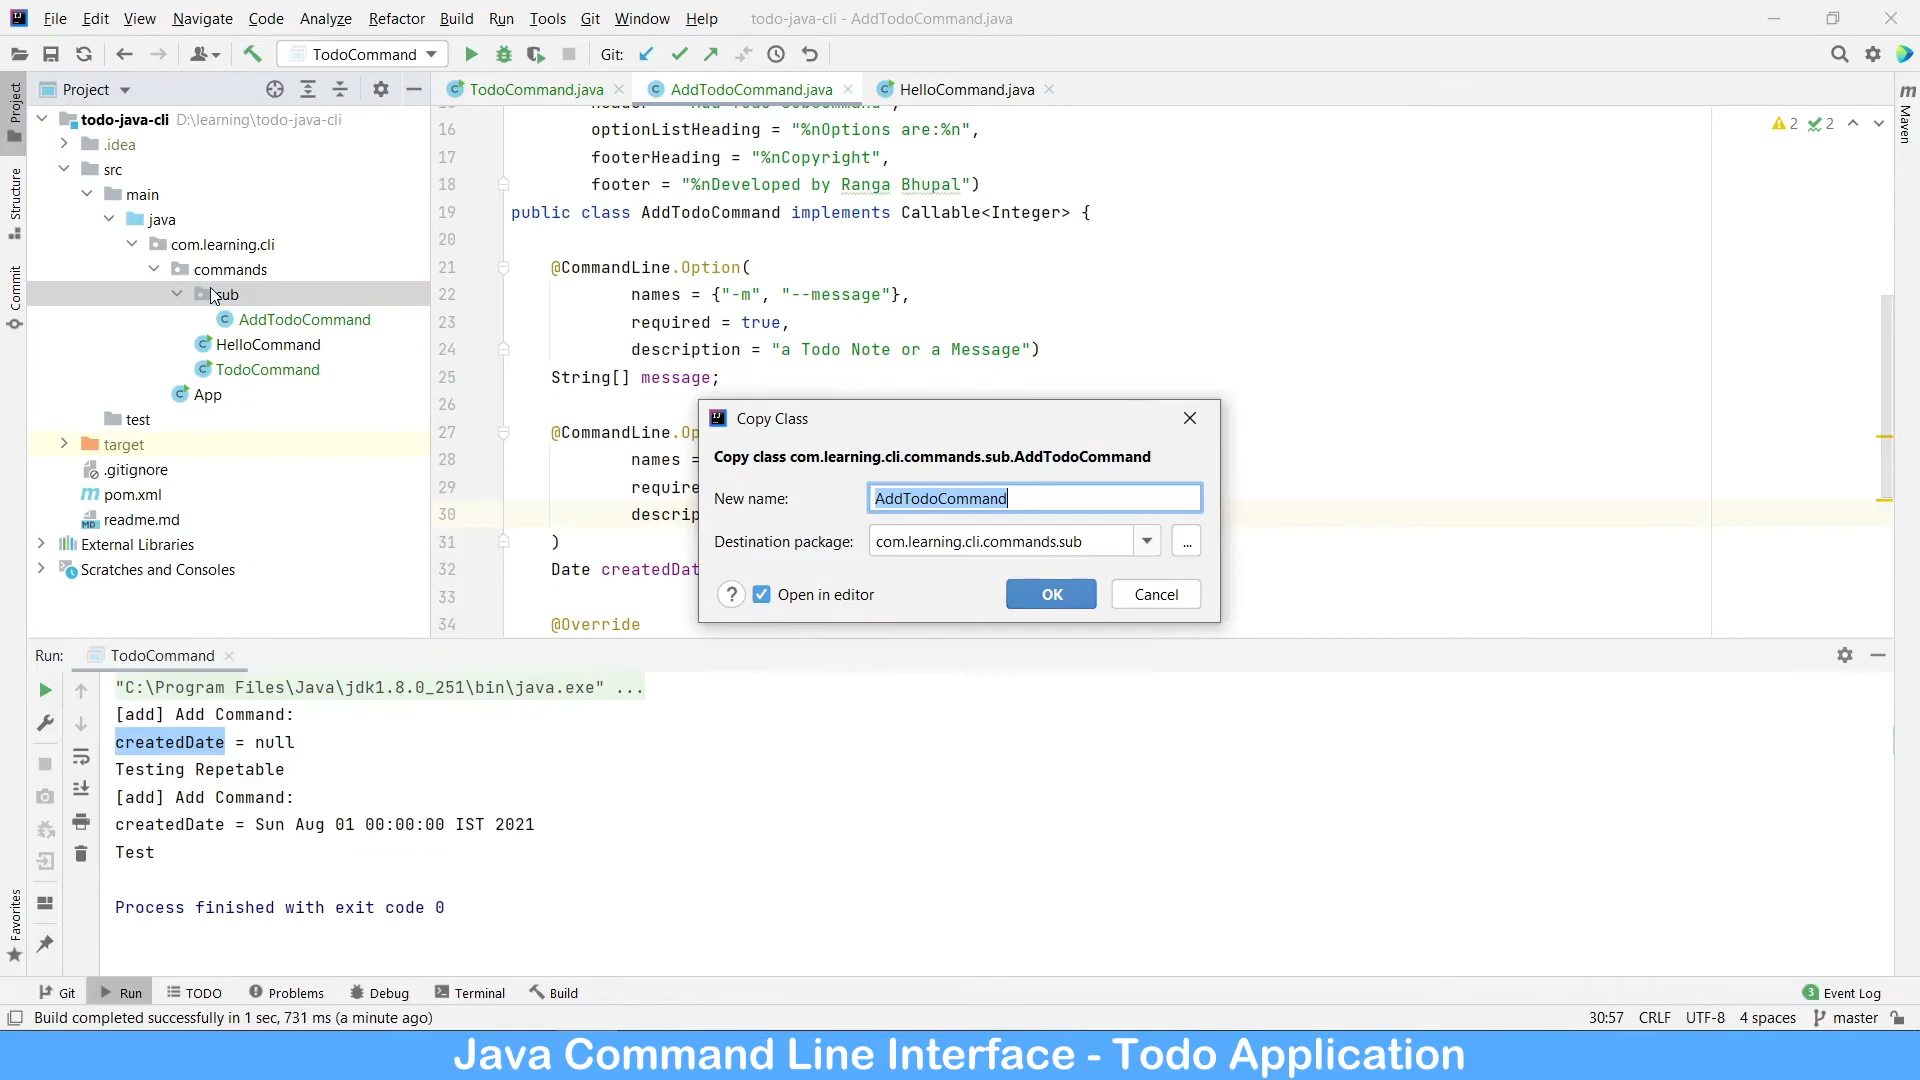 File Edit View Navigate Code Analyze Refactor Build Run Tools Git Window Help todo-java-cli - AddTodoCommand.java
TodoCommand Git:
Project TodoCommand.java AddTodoCommand.java HelloCommand.java
Project
Structure
Commit
Favorites
Maven
todo-java-cli D:\learning\todo-java-cli
.idea
src
main
java
com.learning.cli
commands
sub
AddTodoCommand
HelloCommand
TodoCommand
App
test
target
.gitignore
pom.xml
readme.md
External Libraries
Scratches and Consoles
2 2
16 optionListHeading = "%nOptions are:%n",
17 footerHeading = "%nCopyright",
18 footer = "%nDeveloped by Ranga Bhupal")
19 public class AddTodoCommand implements Callable<Integer> {
20
21 @CommandLine.Option(
22 names = {"-m", "--message"},
23 required = true,
24 description = "a Todo Note or a Message")
25 String[] message;
26
27 @CommandLine.Op
28 names =
29 require
30 descrip
31 )
32 Date createdDat
33
34 @Override
Copy Class
Copy class com.learning.cli.commands.sub.AddTodoCommand
New name: AddTodoCommand
Destination package: com.learning.cli.commands.sub ...
? Open in editor OK Cancel
Run: TodoCommand
"C:\Program Files\Java\jdk1.8.0_251\bin\java.exe" ...
[add] Add Command:
createdDate = null
Testing Repetable
[add] Add Command:
createdDate = Sun Aug 01 00:00:00 IST 2021
Test
Process finished with exit code 0
Git Run TODO Problems Debug Terminal Build 3 Event Log
Build completed successfully in 1 sec, 731 ms (a minute ago) 30:57 CRLF UTF-8 4 spaces master
Java Command Line Interface - Todo Application